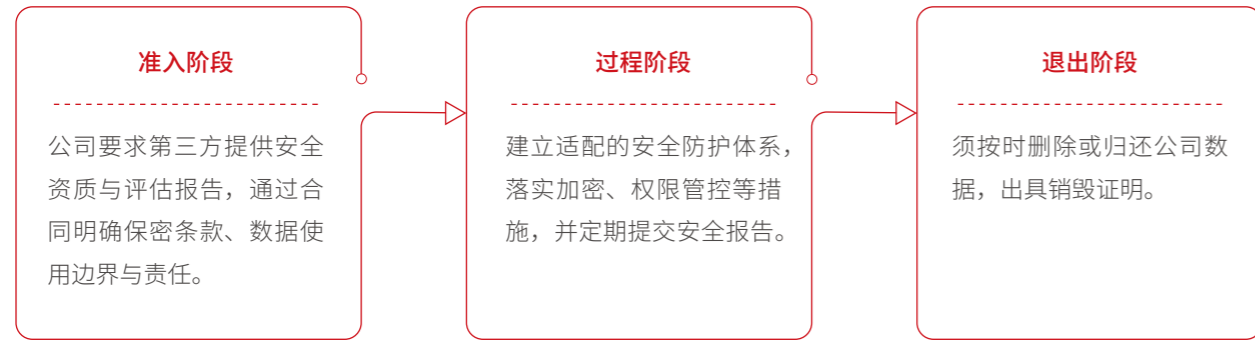 准入阶段
公司要求第三方提供安全
资质与评估报告，通过合
同明确保密条款、数据使
用边界与责任。
过程阶段
建立适配的安全防护体系，
落实加密、权限管控等措
施，并定期提交安全报告。
退出阶段
须按时删除或归还公司数
据，出具销毁证明。